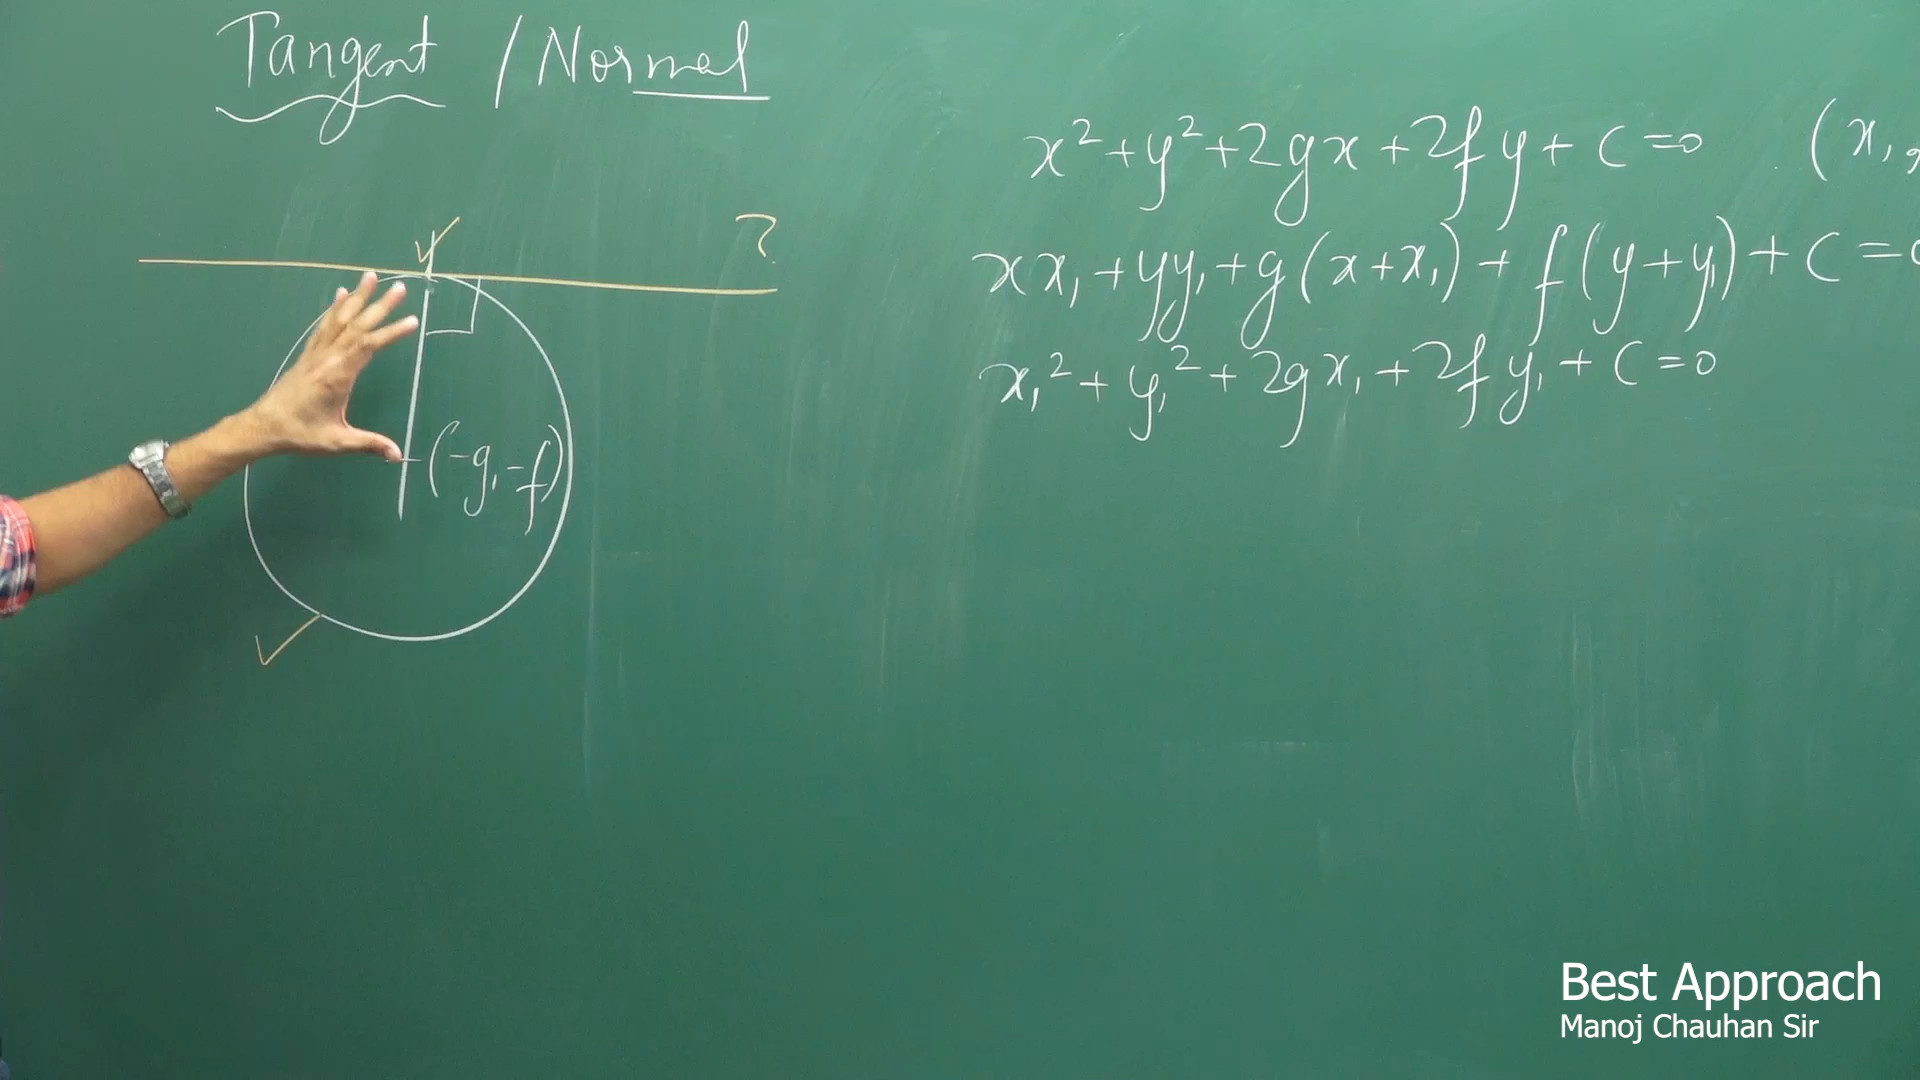 Tangent / Normal
x² + y² + 2gx + 2fy + c = 0 (x₁,
?
xx₁ + yy₁ + g(x + x₁) + f(y + y₁) + c = 0
x₁² + y₁² + 2gx₁ + 2fy₁ + c = 0
(-g, -f)
Best Approach
Manoj Chauhan Sir